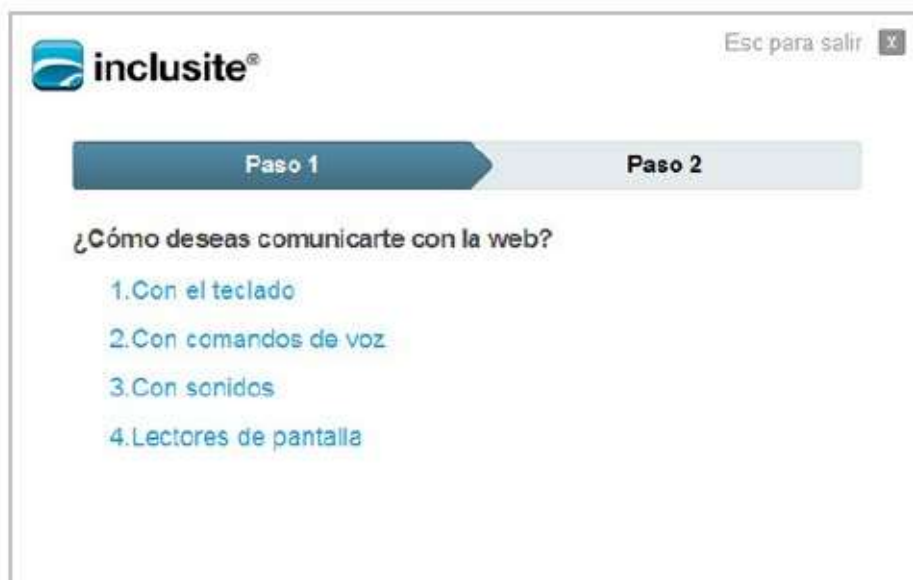 Esc para salir x
inclusite®
Paso 1 Paso 2
¿Cómo deseas comunicarte con la web?
1.Con el teclado
2.Con comandos de voz
3.Con sonidos
4.Lectores de pantalla